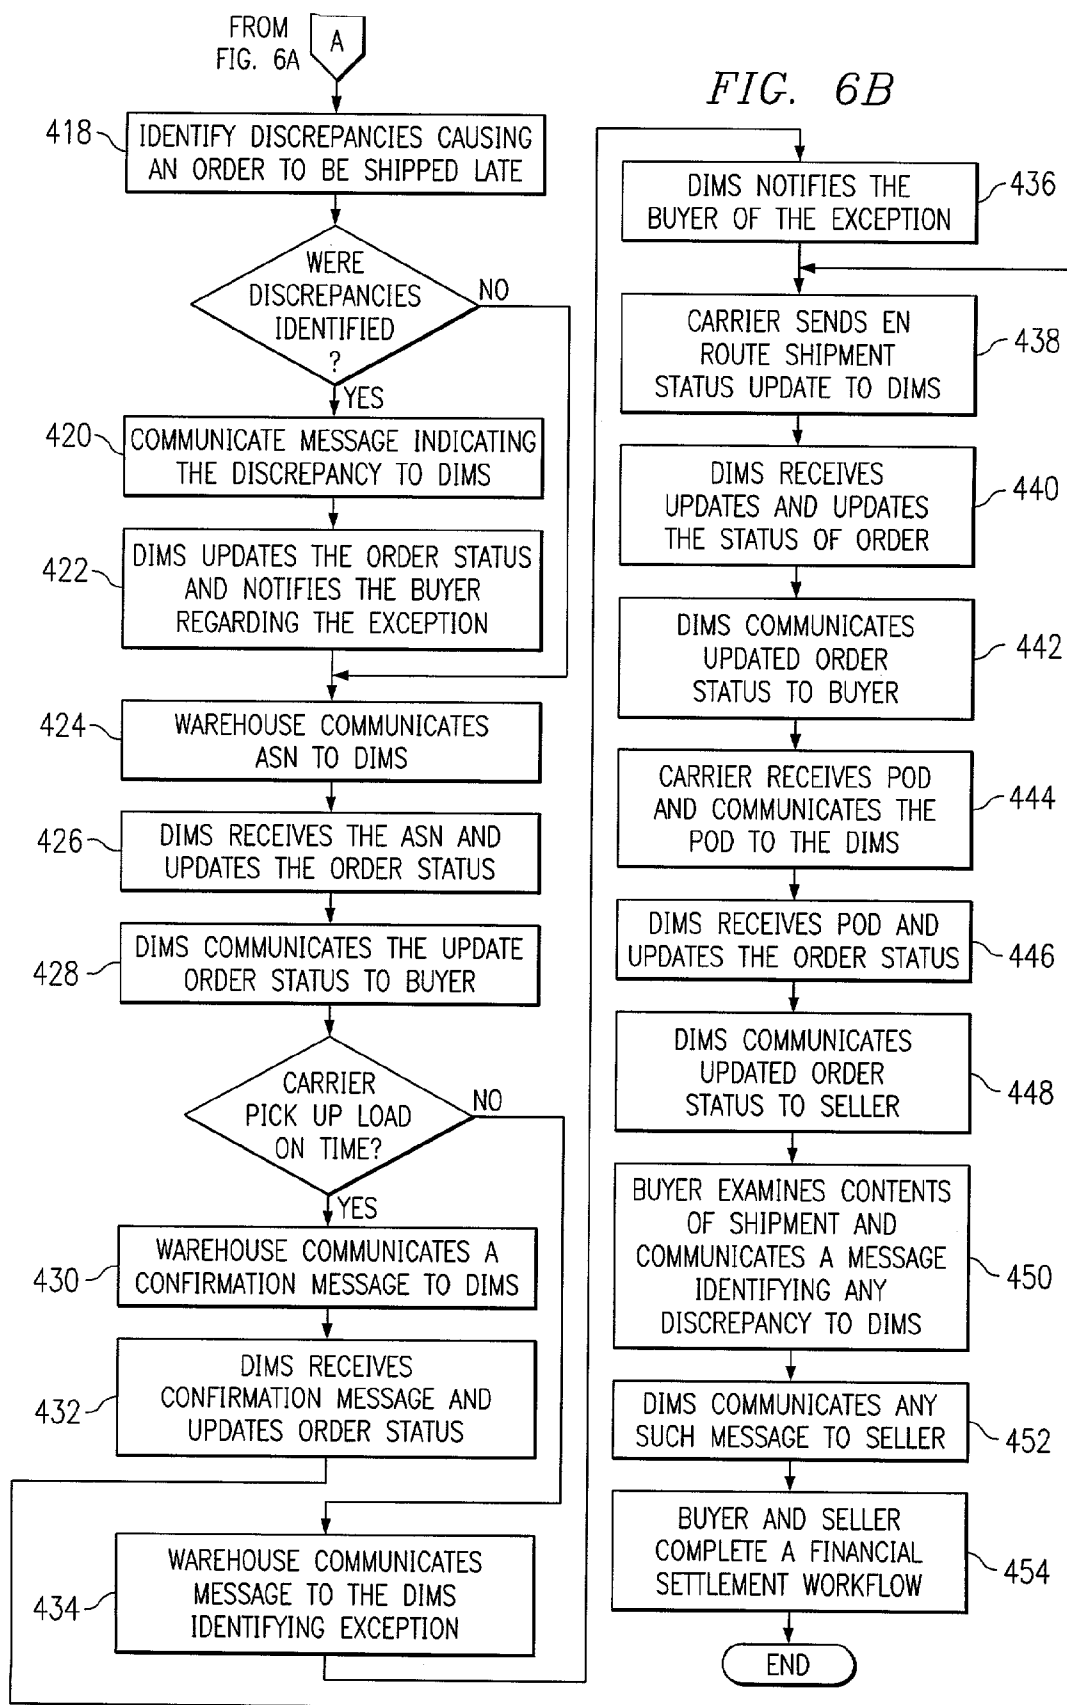 FROM
FIG. 6A
A
FIG. 6B
418
IDENTIFY DISCREPANCIES CAUSING
AN ORDER TO BE SHIPPED LATE
WERE
DISCREPANCIES
IDENTIFIED
?
NO
YES
420
COMMUNICATE MESSAGE INDICATING
THE DISCREPANCY TO DIMS
422
DIMS UPDATES THE ORDER STATUS
AND NOTIFIES THE BUYER
REGARDING THE EXCEPTION
424
WAREHOUSE COMMUNICATES
ASN TO DIMS
426
DIMS RECEIVES THE ASN AND
UPDATES THE ORDER STATUS
428
DIMS COMMUNICATES THE UPDATE
ORDER STATUS TO BUYER
CARRIER
PICK UP LOAD
ON TIME?
NO
YES
430
WAREHOUSE COMMUNICATES A
CONFIRMATION MESSAGE TO DIMS
432
DIMS RECEIVES
CONFIRMATION MESSAGE AND
UPDATES ORDER STATUS
434
WAREHOUSE COMMUNICATES
MESSAGE TO THE DIMS
IDENTIFYING EXCEPTION
DIMS NOTIFIES THE
BUYER OF THE EXCEPTION
436
CARRIER SENDS EN
ROUTE SHIPMENT
STATUS UPDATE TO DIMS
438
DIMS RECEIVES
UPDATES AND UPDATES
THE STATUS OF ORDER
440
DIMS COMMUNICATES
UPDATED ORDER
STATUS TO BUYER
442
CARRIER RECEIVES POD
AND COMMUNICATES THE
POD TO THE DIMS
444
DIMS RECEIVES POD AND
UPDATES THE ORDER STATUS
446
DIMS COMMUNICATES
UPDATED ORDER
STATUS TO SELLER
448
BUYER EXAMINES CONTENTS
OF SHIPMENT AND
COMMUNICATES A MESSAGE
IDENTIFYING ANY
DISCREPANCY TO DIMS
450
DIMS COMMUNICATES ANY
SUCH MESSAGE TO SELLER
452
BUYER AND SELLER
COMPLETE A FINANCIAL
SETTLEMENT WORKFLOW
454
END